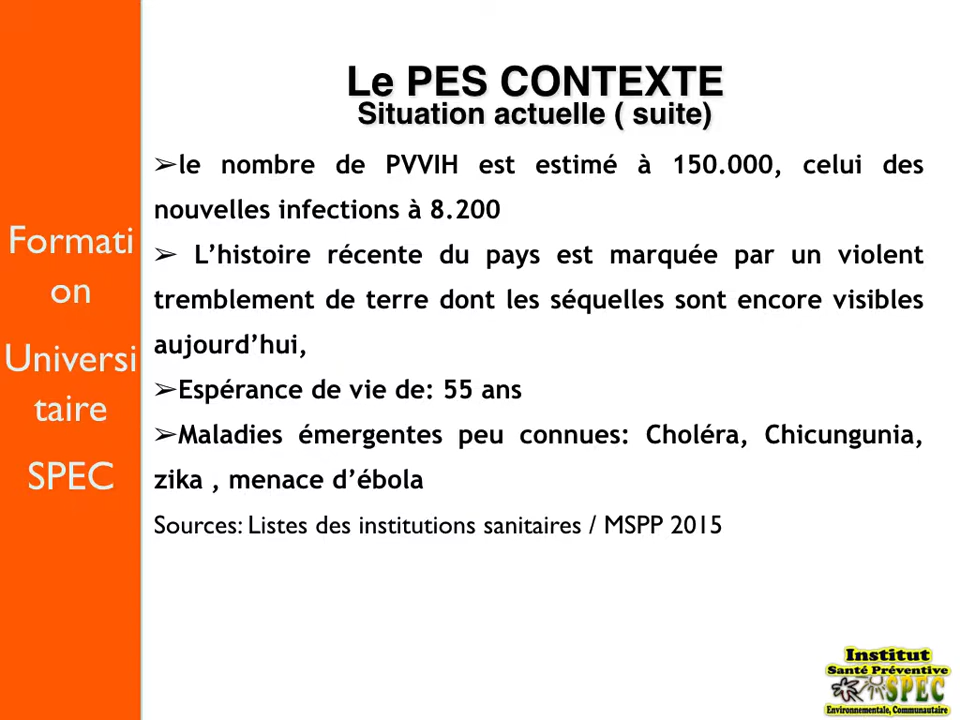 Le PES CONTEXTE
Situation actuelle ( suite)
➢le nombre de PVVIH est estimé à 150.000, celui des
nouvelles infections à 8.200
➢ L’histoire récente du pays est marquée par un violent
tremblement de terre dont les séquelles sont encore visibles
aujourd’hui,
➢Espérance de vie de: 55 ans
➢Maladies émergentes peu connues: Choléra, Chicungunia,
zika , menace d’ébola
Sources: Listes des institutions sanitaires / MSPP 2015
Formati
on
Universi
taire
SPEC
Institut
Santé Préventive
SPEC
Environnementale, Communautaire